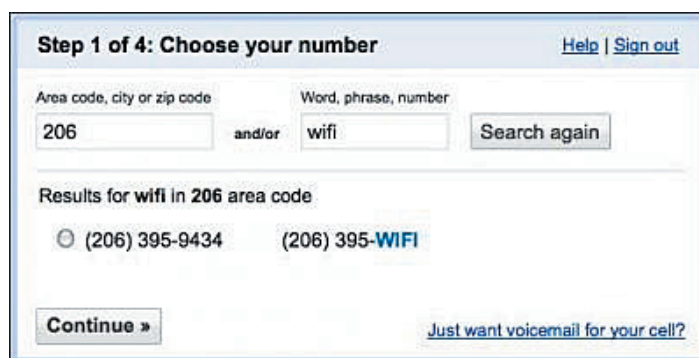 Step 1 of 4: Choose your number Help | Sign out
Area code, city or zip code Word, phrase, number
206 and/or wifi Search again
Results for wifi in 206 area code
(206) 395-9434 (206) 395-WIFI
Continue » Just want voicemail for your cell?